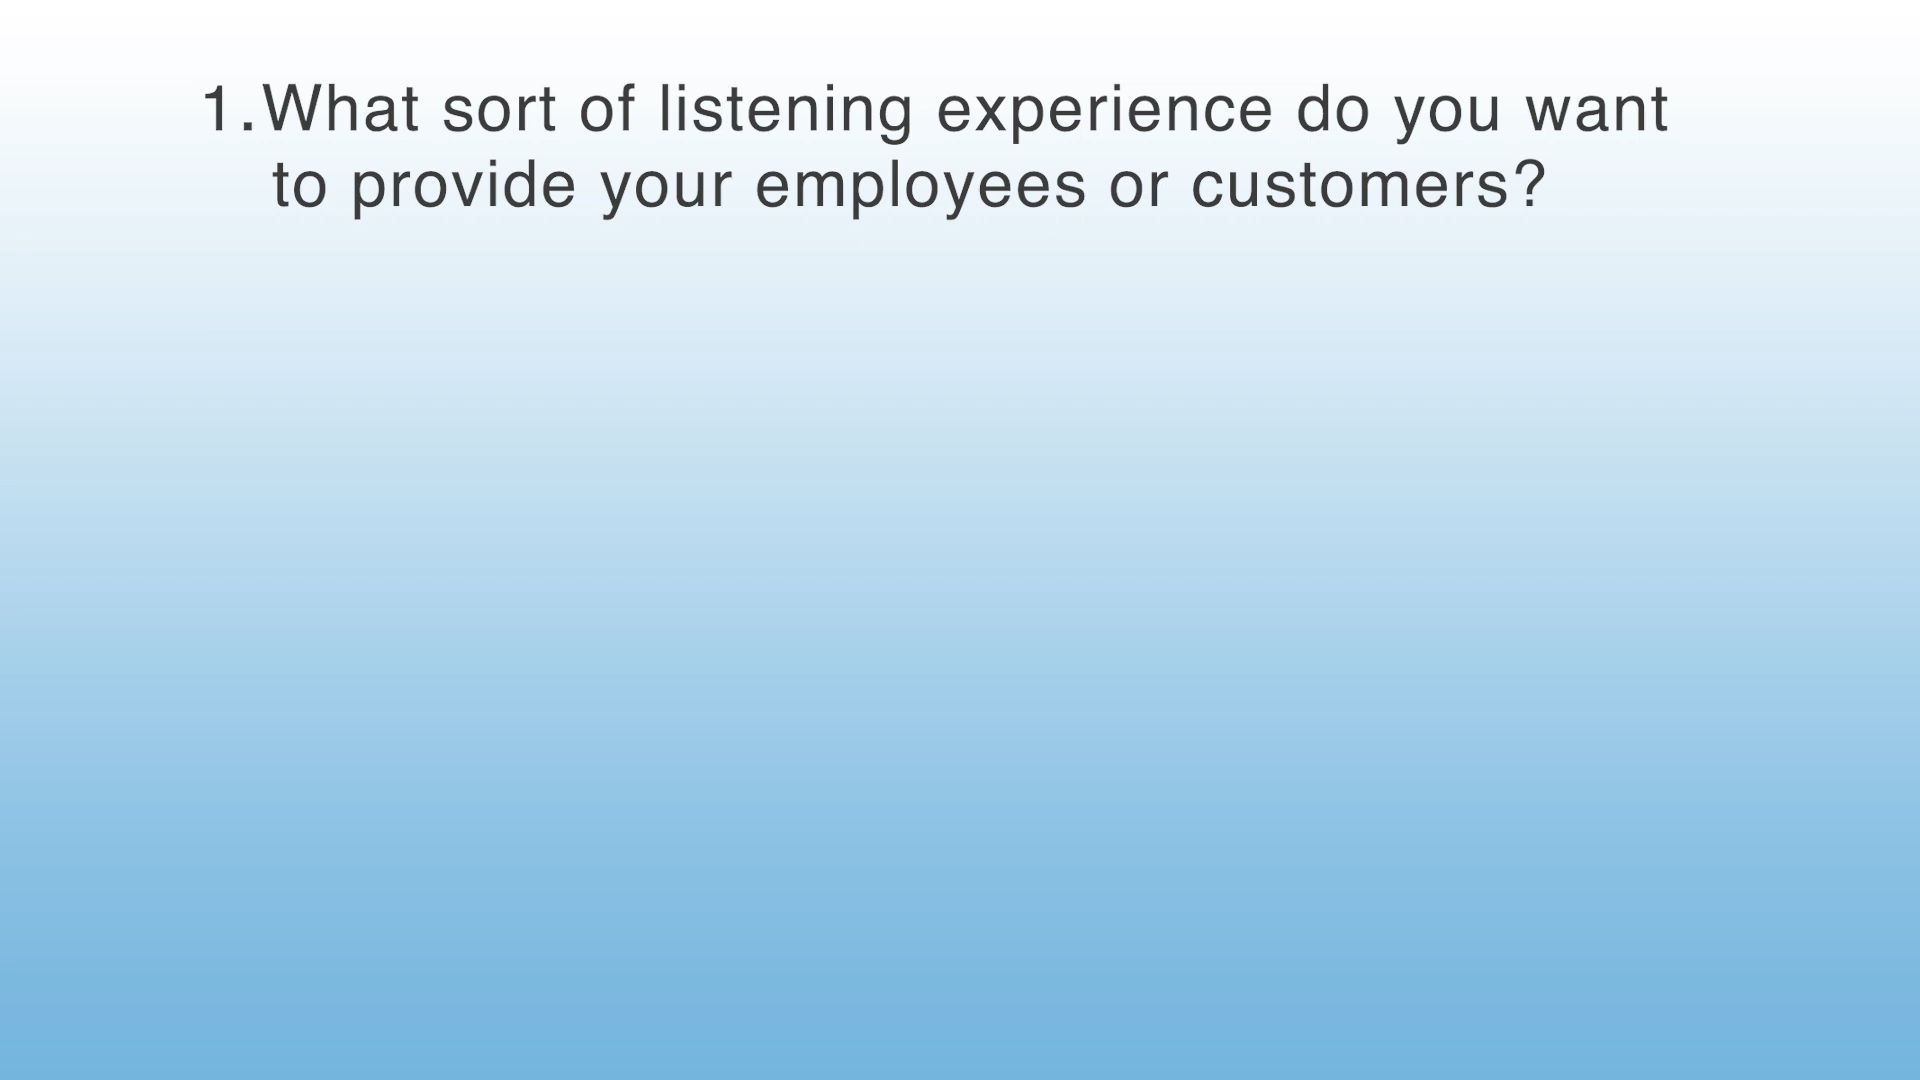 1.What sort of listening experience do you want
to provide your employees or customers?